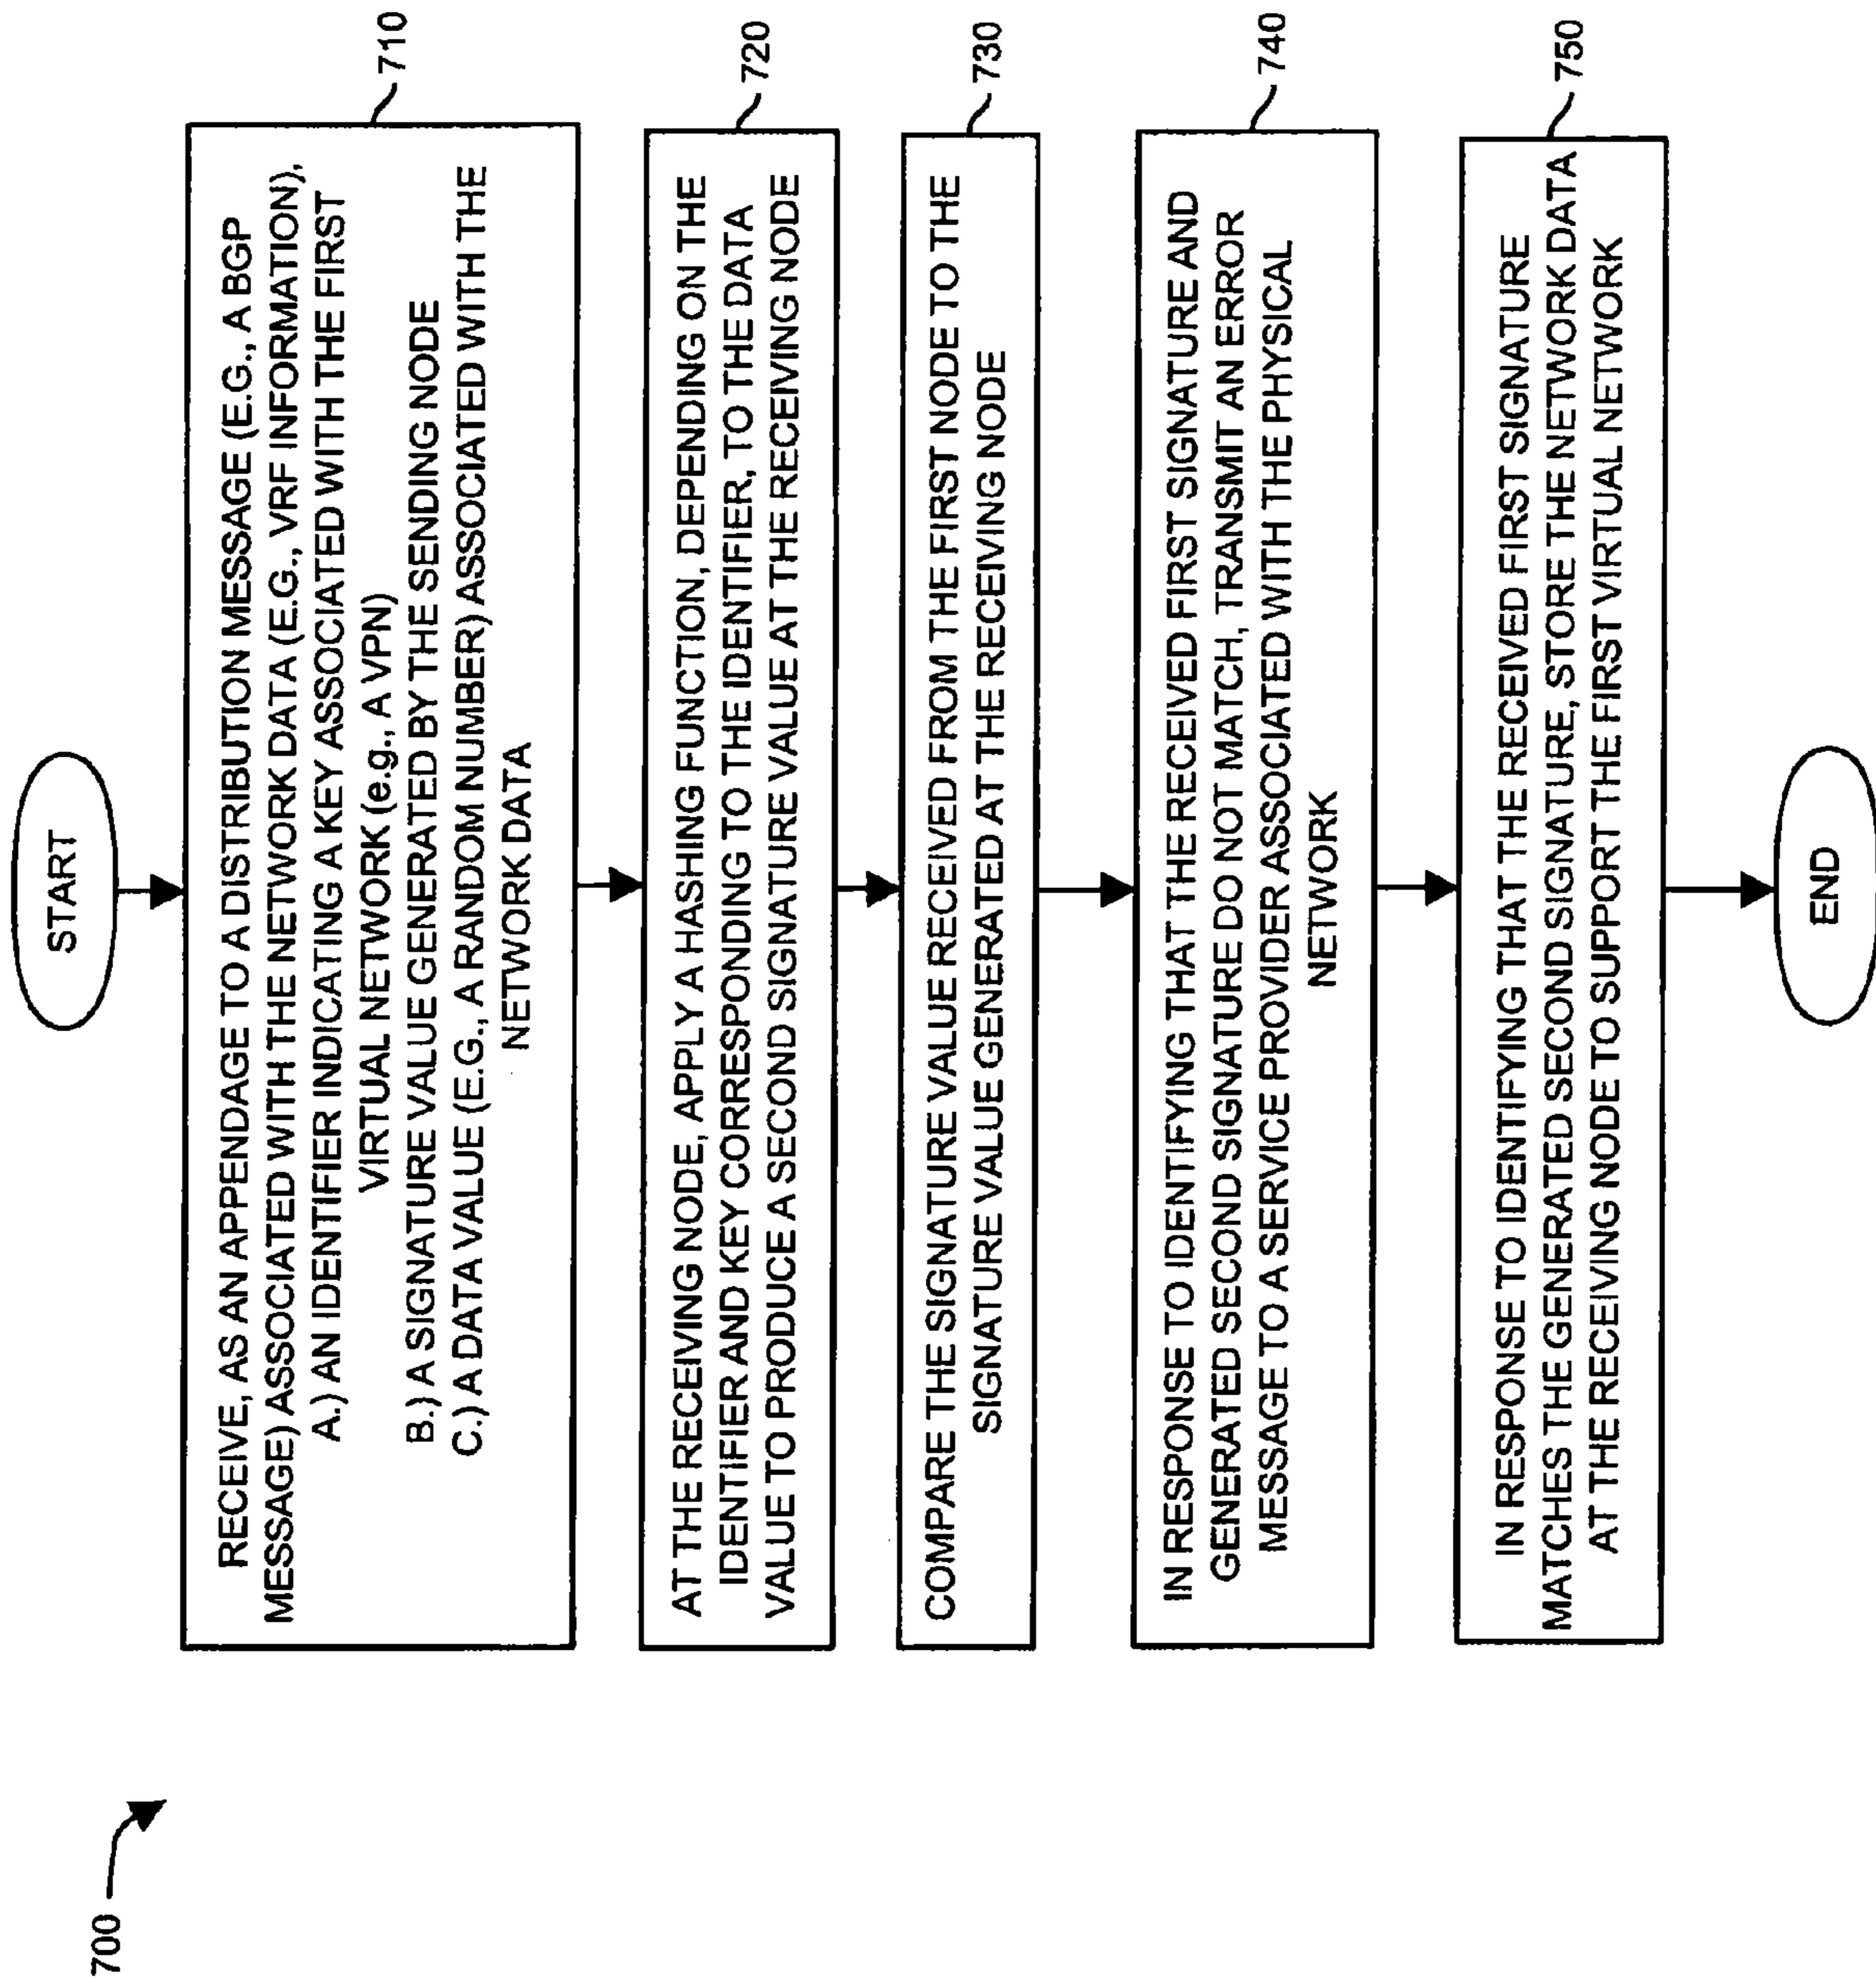 700
START
RECEIVE, AS AN APPENDAGE TO A DISTRIBUTION MESSAGE (E.G., A BGP
MESSAGE) ASSOCIATED WITH THE NETWORK DATA (E.G., VRF INFORMATION),
A.) AN IDENTIFIER INDICATING A KEY ASSOCIATED WITH THE FIRST
VIRTUAL NETWORK (e.g., A VPN)
B.) A SIGNATURE VALUE GENERATED BY THE SENDING NODE
C.) A DATA VALUE (E.G., A RANDOM NUMBER) ASSOCIATED WITH THE
NETWORK DATA
710
AT THE RECEIVING NODE, APPLY A HASHING FUNCTION, DEPENDING ON THE
IDENTIFIER AND KEY CORRESPONDING TO THE IDENTIFIER, TO THE DATA
VALUE TO PRODUCE A SECOND SIGNATURE VALUE AT THE RECEIVING NODE
720
COMPARE THE SIGNATURE VALUE RECEIVED FROM THE FIRST NODE TO THE
SIGNATURE VALUE GENERATED AT THE RECEIVING NODE
730
IN RESPONSE TO IDENTIFYING THAT THE RECEIVED FIRST SIGNATURE AND
GENERATED SECOND SIGNATURE DO NOT MATCH, TRANSMIT AN ERROR
MESSAGE TO A SERVICE PROVIDER ASSOCIATED WITH THE PHYSICAL
NETWORK
740
IN RESPONSE TO IDENTIFYING THAT THE RECEIVED FIRST SIGNATURE
MATCHES THE GENERATED SECOND SIGNATURE, STORE THE NETWORK DATA
AT THE RECEIVING NODE TO SUPPORT THE FIRST VIRTUAL NETWORK
750
END